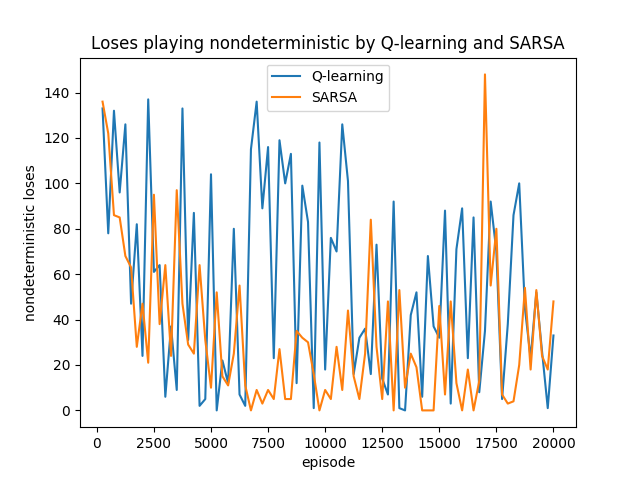 Loses playing nondeterministic by Q-learning and SARSA
Q-learning
SARSA
nondeterministic loses
140
120
100
80
60
40
20
0
0 2500 5000 7500 10000 12500 15000 17500 20000
episode